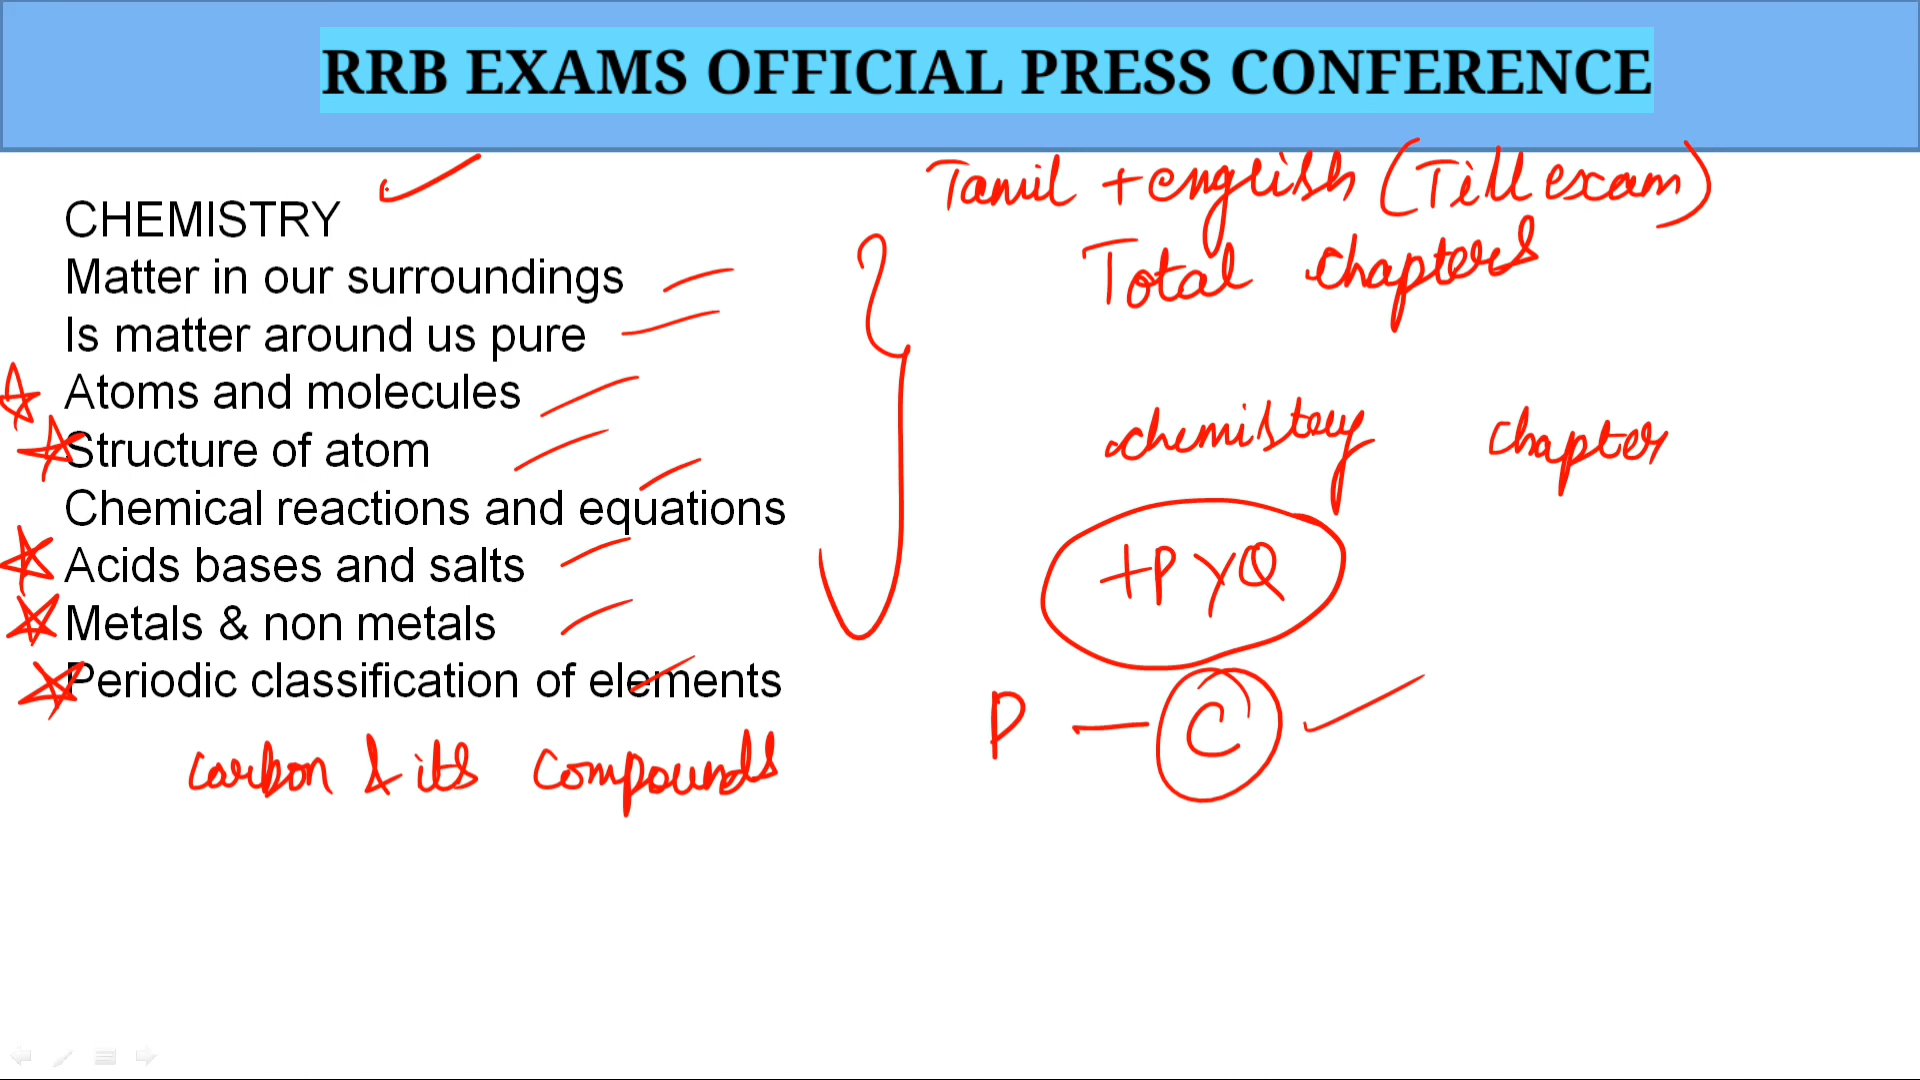 RRB EXAMS OFFICIAL PRESS CONFERENCE
CHEMISTRY
Matter in our surroundings
Is matter around us pure
Atoms and molecules
Structure of atom
Chemical reactions and equations
Acids bases and salts
Metals & non metals
Periodic classification of elements
carbon & its compounds
Tamil + english (Till exam)
Total chapters
chemistry chapter
+PYQ
P — C